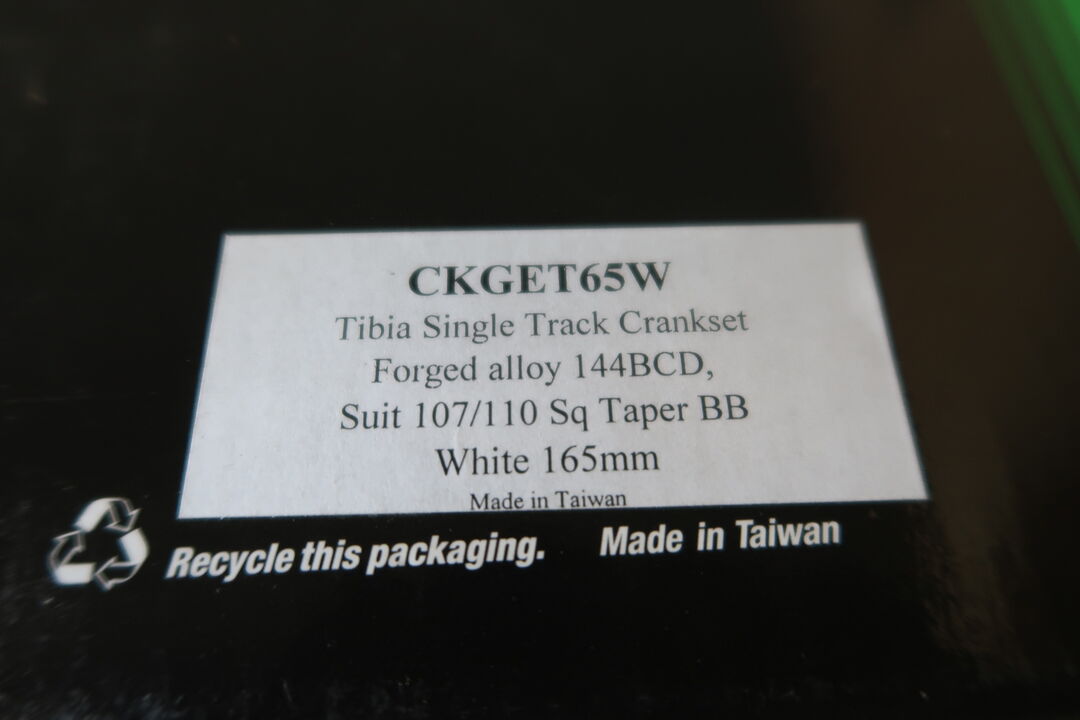 CKGET65W
Tibia Single Track Crankset
Forged alloy 144BCD,
Suit 107/110 Sq Taper BB
White 165mm
Made in Taiwan
Recycle this packaging. Made in Taiwan